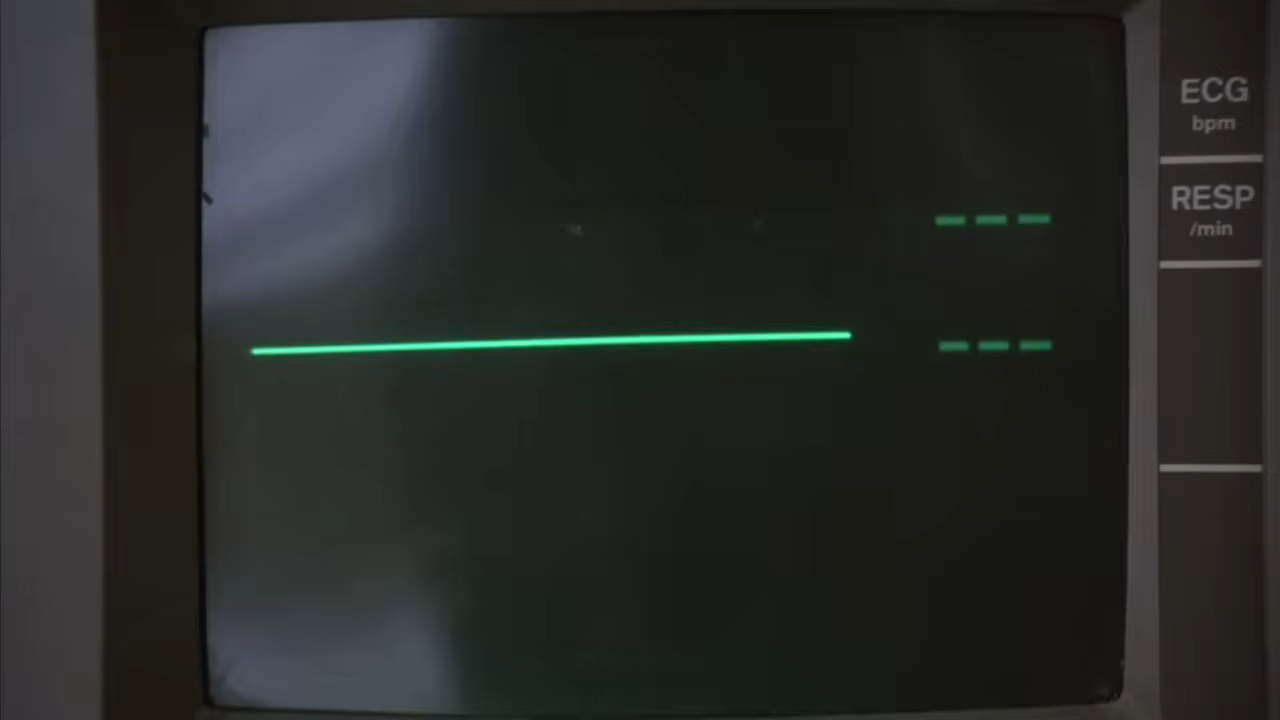 ECG
bpm
RESP
/min
---
---